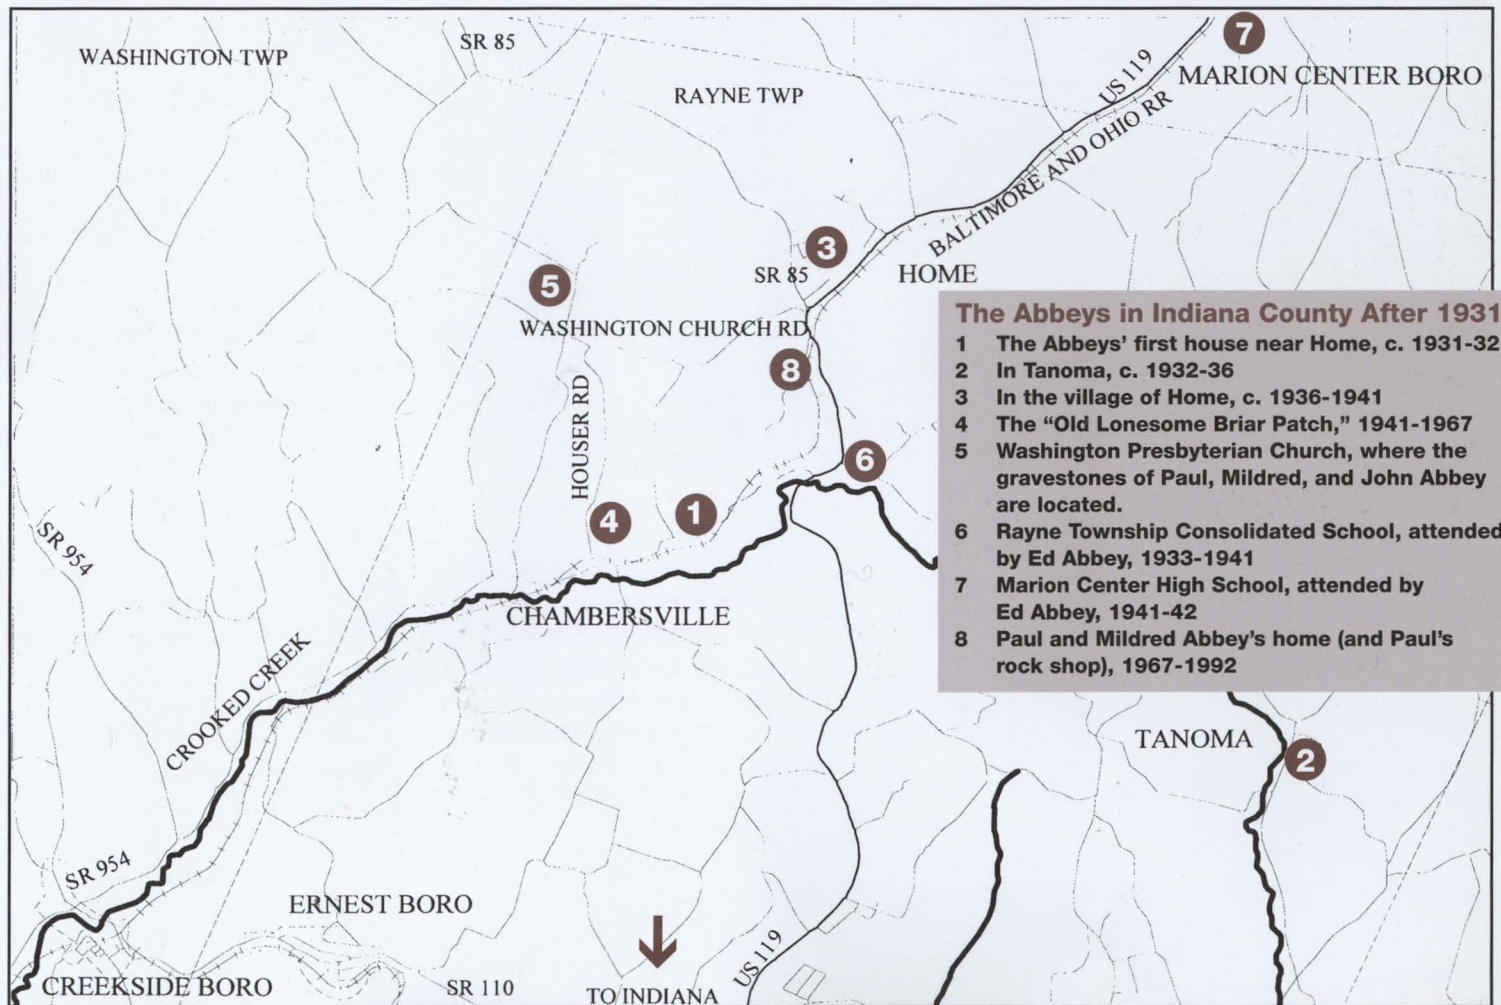 WASHINGTON TWP
SR 85
7
MARION CENTER BORO
US 119
RAYNE TWP
BALTIMORE AND OHIO RR
3
SR 85
HOME
5
WASHINGTON CHURCH RD
8
HOUSER RD
6
4
1
SR 954
CHAMBERSVILLE
CROOKED CREEK
The Abbeys in Indiana County After 1931
1 The Abbeys' first house near Home, c. 1931-32
2 In Tanoma, c. 1932-36
3 In the village of Home, c. 1936-1941
4 The “Old Lonesome Briar Patch,” 1941-1967
5 Washington Presbyterian Church, where the
gravestones of Paul, Mildred, and John Abbey
are located.
6 Rayne Township Consolidated School, attended
by Ed Abbey, 1933-1941
7 Marion Center High School, attended by
Ed Abbey, 1941-42
8 Paul and Mildred Abbey's home (and Paul's
rock shop), 1967-1992
TANOMA
2
SR 954
ERNEST BORO
CREEKSIDE BORO
SR 110
TO INDIANA
US 119